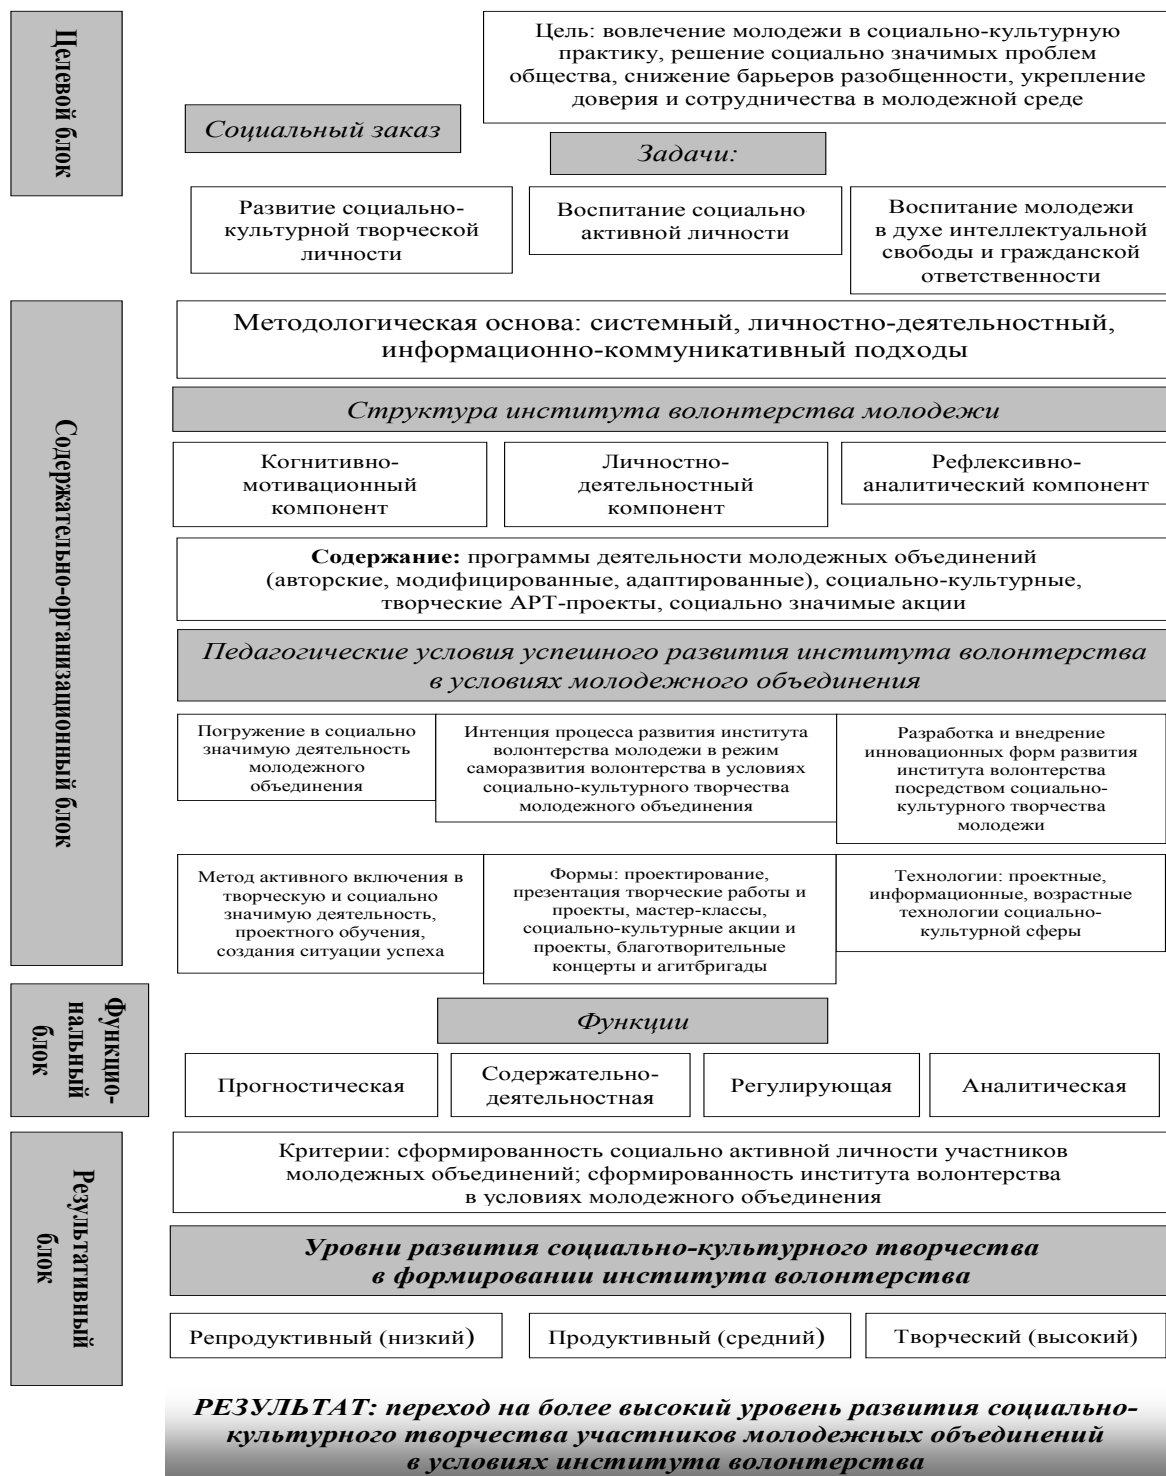 Целевой блок
Цель: вовлечение молодежи в социально-культурную
практику, решение социально значимых проблем
общества, снижение барьеров разобщенности, укрепление
доверия и сотрудничества в молодежной среде
Социальный заказ
Задачи:
Развитие социально-
культурной творческой
личности
Воспитание социально
активной личности
Воспитание молодежи
в духе интеллектуальной
свободы и гражданской
ответственности
Содержательно-организационный блок
Методологическая основа: системный, личностно-деятельностный,
информационно-коммуникативный подходы
Структура института волонтерства молодежи
Когнитивно-
мотивационный
компонент
Личностно-
деятельностный
компонент
Рефлексивно-
аналитический компонент
Содержание: программы деятельности молодежных объединений
(авторские, модифицированные, адаптированные), социально-культурные,
творческие АРТ-проекты, социально значимые акции
Педагогические условия успешного развития института волонтерства
в условиях молодежного объединения
Погружение в социально
значимую деятельность
молодежного
объединения
Интенция процесса развития института
волонтерства молодежи в режим
саморазвития волонтерства в условиях
социально-культурного творчества
молодежного объединения
Разработка и внедрение
инновационных форм развития
института волонтерства
посредством социально-
культурного творчества
молодежи
Метод активного включения в
творческую и социально
значимую деятельность,
проектного обучения,
создания ситуации успеха
Формы: проектирование,
презентация творческие работы и
проекты, мастер-классы,
социально-культурные акции и
проекты, благотворительные
концерты и агитбригады
Технологии: проектные,
информационные, возрастные
технологии социально-
культурной сферы
Функцио-
нальный
блок
Функции
Прогностическая
Содержательно-
деятельностная
Регулирующая
Аналитическая
Результативный
блок
Критерии: сформированность социально активной личности участников
молодежных объединений; сформированность института волонтерства
в условиях молодежного объединения
Уровни развития социально-культурного творчества
в формировании института волонтерства
Репродуктивный (низкий)
Продуктивный (средний)
Творческий (высокий)
РЕЗУЛЬТАТ: переход на более высокий уровень развития социально-
культурного творчества участников молодежных объединений
в условиях института волонтерства